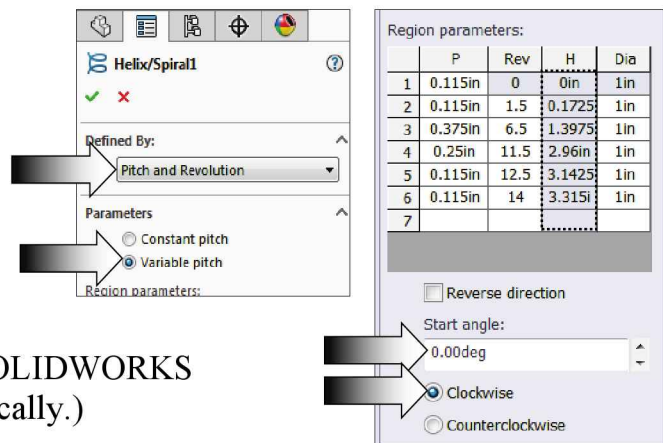 Helix/Spiral1
Defined By:
Pitch and Revolution
Parameters
Constant pitch
Variable pitch
Region parameters:
OLIDWORKS
cally.)
Region parameters:
P Rev H Dia
1 0.115in 0 0in 1in
2 0.115in 1.5 0.1725 1in
3 0.375in 6.5 1.3975 1in
4 0.25in 11.5 2.96in 1in
5 0.115in 12.5 3.1425 1in
6 0.115in 14 3.315i 1in
7
Reverse direction
Start angle:
0.00deg
Clockwise
Counterclockwise